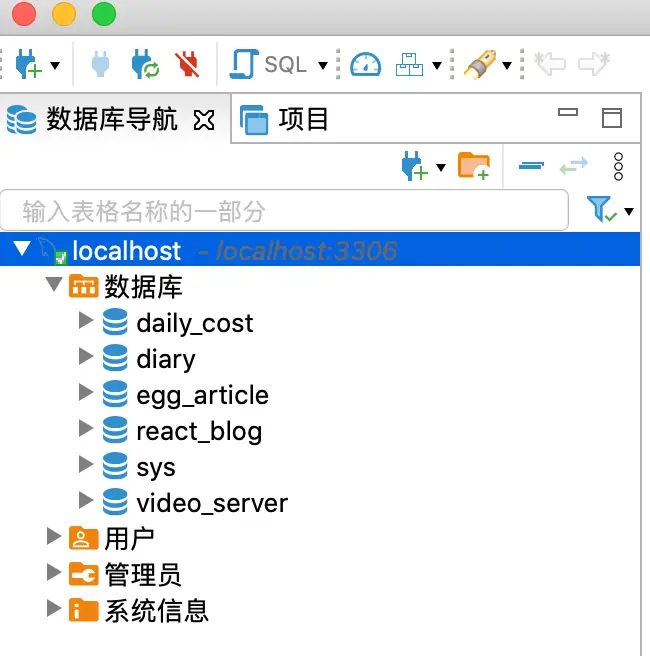 SQL
数据库导航 项目
输入表格名称的一部分
localhost - localhost:3306
数据库
daily_cost
diary
egg_article
react_blog
sys
video_server
用户
管理员
系统信息